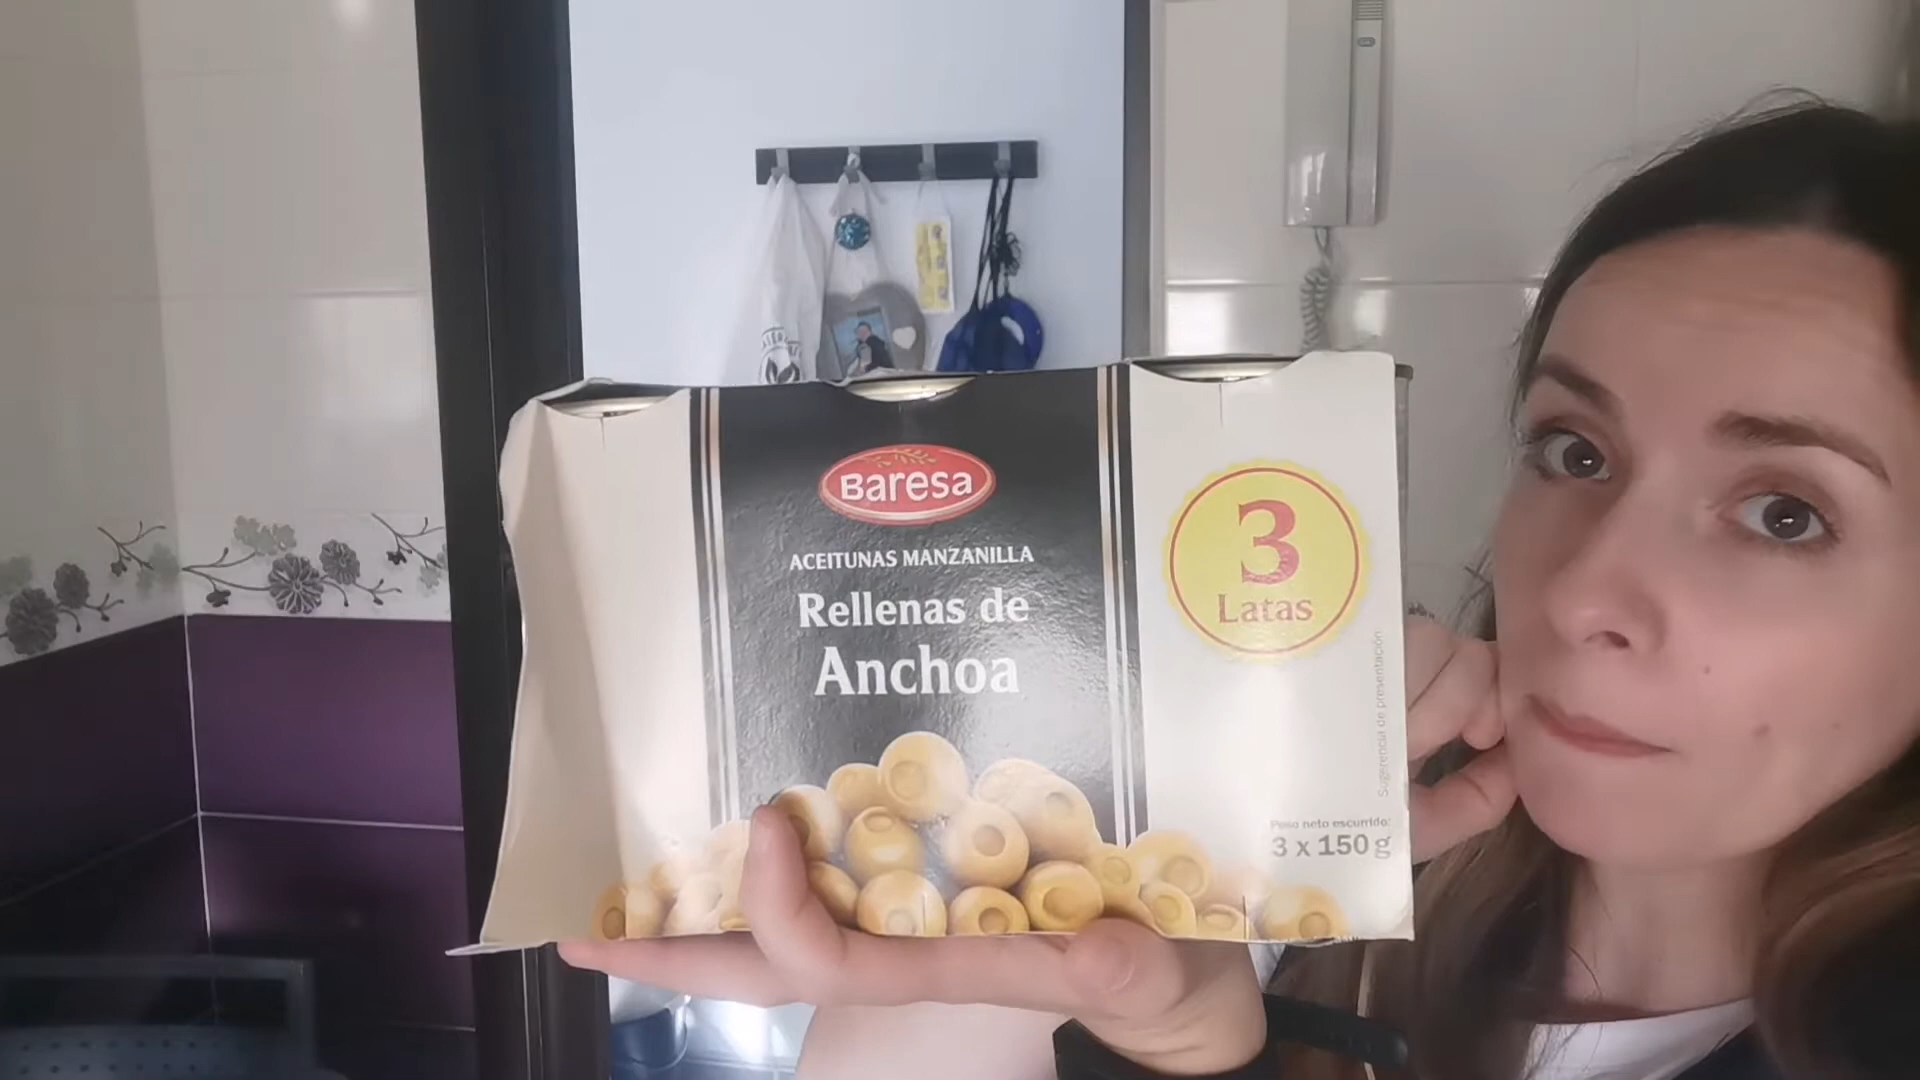 Baresa
ACEITUNAS MANZANILLA
Rellenas de
Anchoa
3
Latas
Sugerencia de presentación
Peso neto escurrido:
3 x 150 g